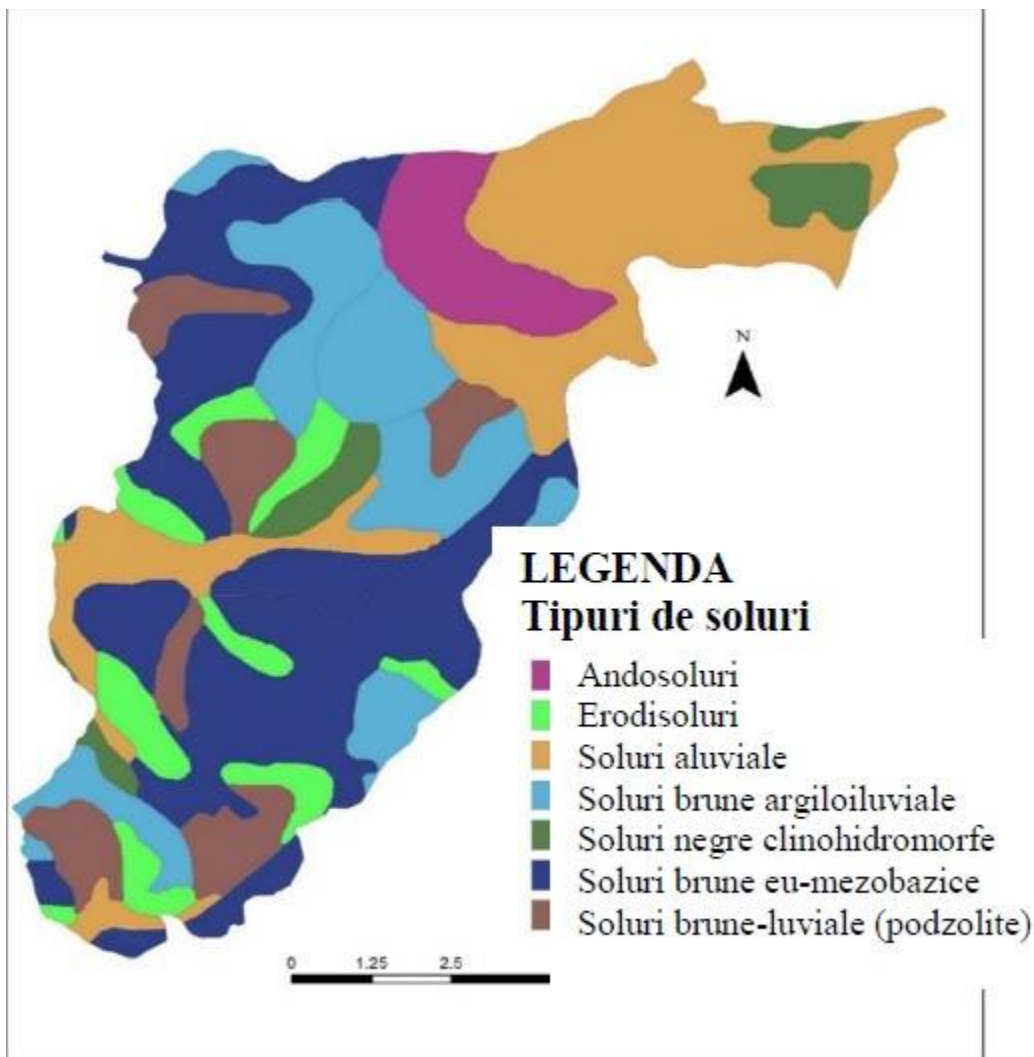 N
LEGENDA
Tipuri de soluri
Andosoluri
Erodisoluri
Soluri aluviale
Soluri brune argiloiluviale
Soluri negre clinohidromorfe
Soluri brune eu-mezobazice
Soluri brune-luviale (podzolite)
0 1.25 2.5